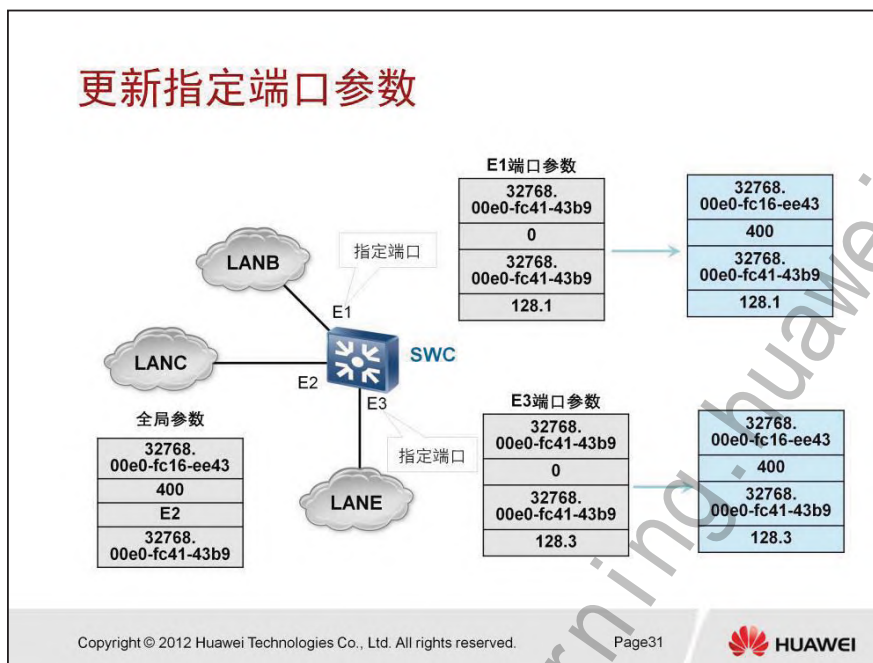 更新指定端口参数
E1端口参数
32768.
00e0-fc41-43b9
0
32768.
00e0-fc41-43b9
128.1
32768.
00e0-fc16-ee43
400
32768.
00e0-fc41-43b9
128.1
指定端口
LANB
E1
LANC
SWC
E2
E3
全局参数
32768.
00e0-fc16-ee43
400
E2
32768.
00e0-fc41-43b9
指定端口
LANE
E3端口参数
32768.
00e0-fc41-43b9
0
32768.
00e0-fc41-43b9
128.3
32768.
00e0-fc16-ee43
400
32768.
00e0-fc41-43b9
128.3
rning.huawei.
Copyright © 2012 Huawei Technologies Co., Ltd. All rights reserved.
Page31
HUAWEI